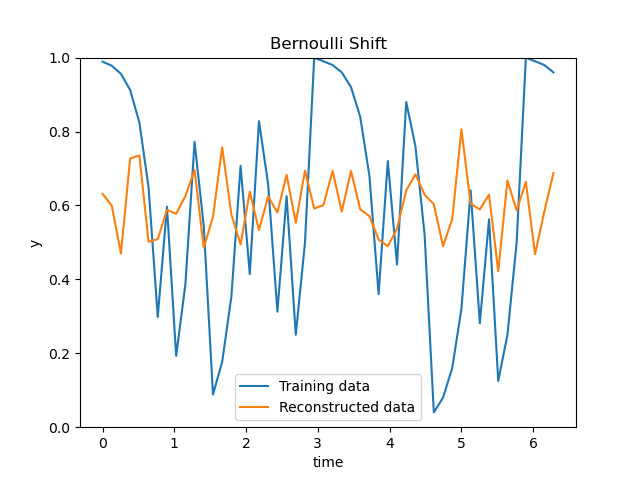 Bernoulli Shift
y
1.0
0.8
0.6
0.4
0.2
0.0
Training data
Reconstructed data
0 1 2 3 4 5 6
time